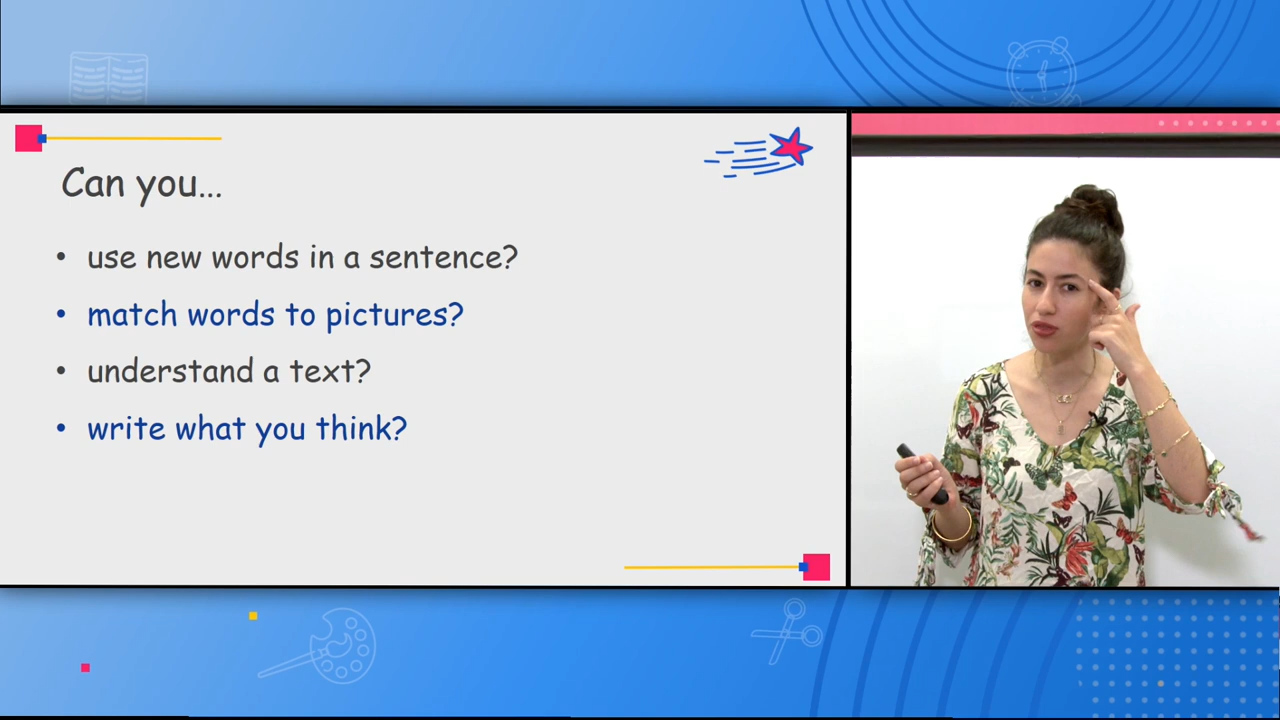 Can you...
• use new words in a sentence?
• match words to pictures?
• understand a text?
• write what you think?